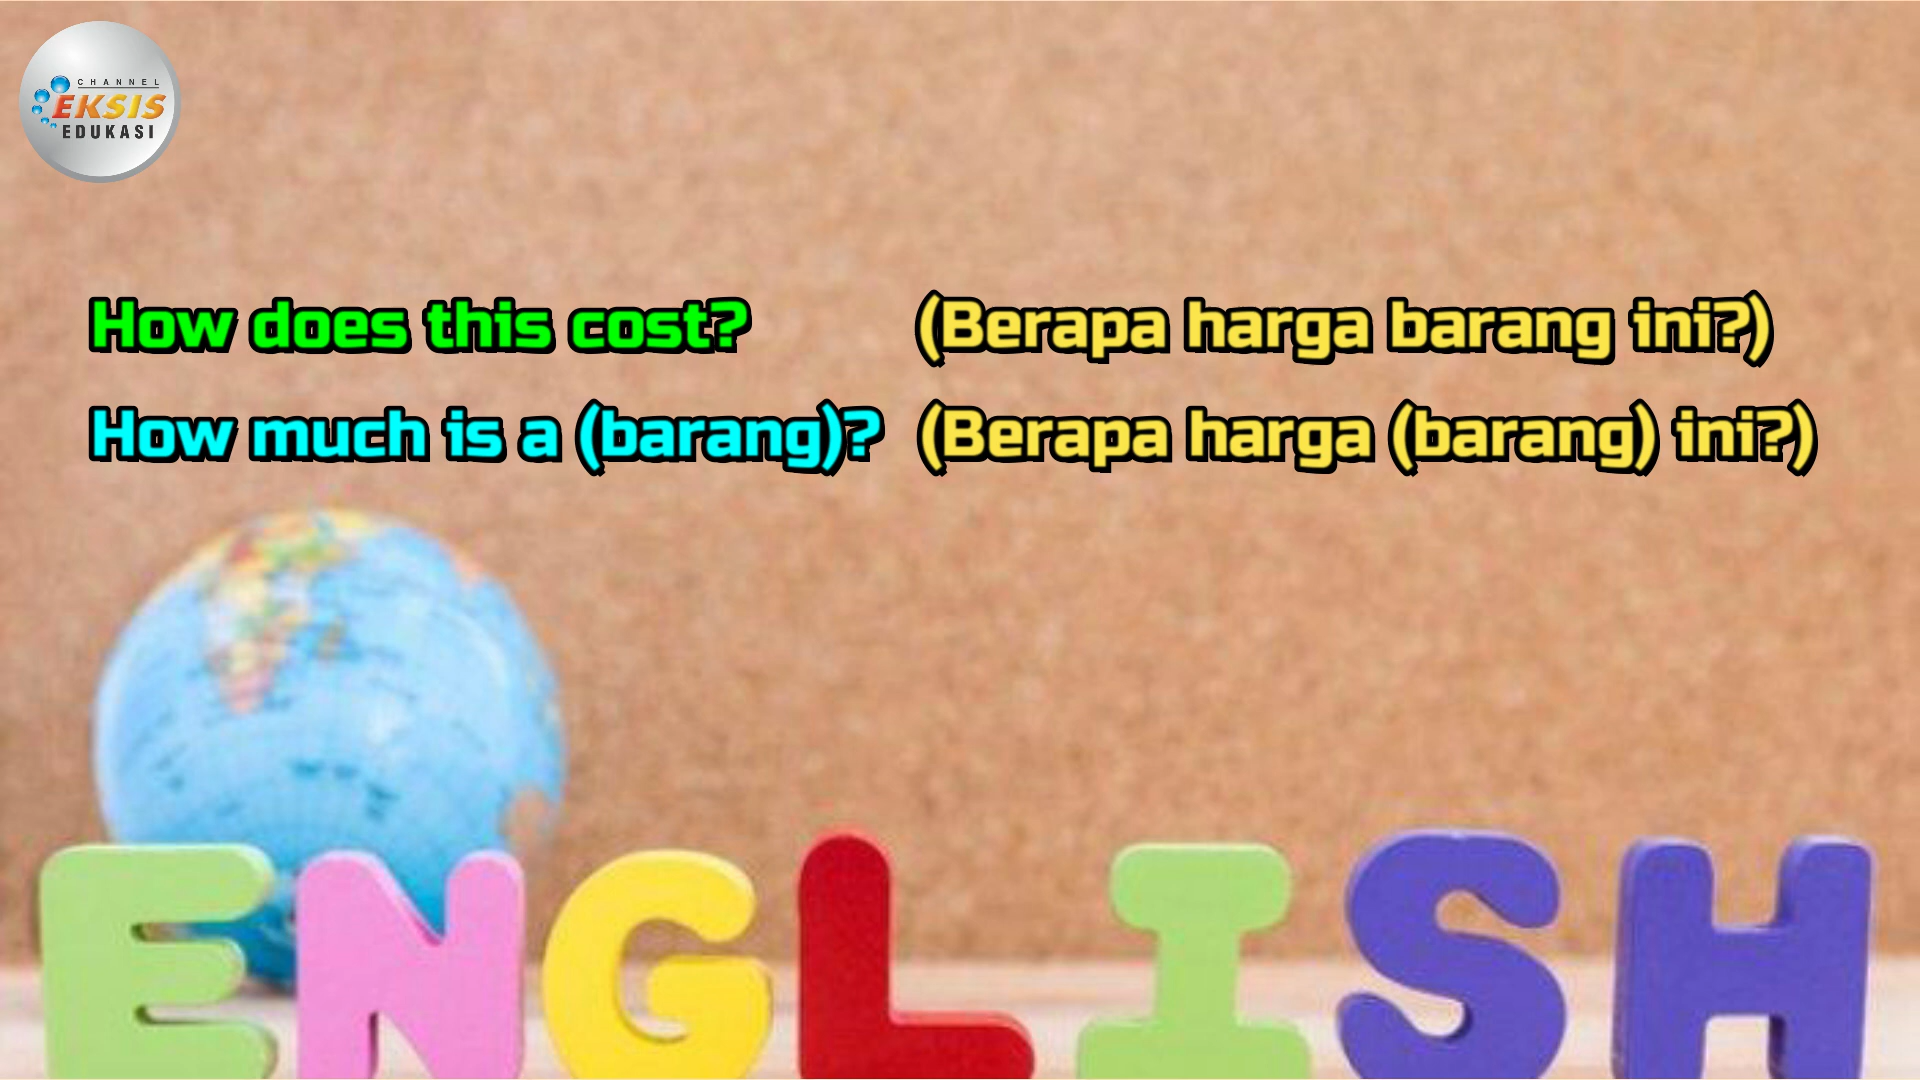 CHANNEL
EKSIS
EDUKASI
How does this cost? (Berapa harga barang ini?)
How much is a (barang)? (Berapa harga (barang) ini?)
ENGLISH